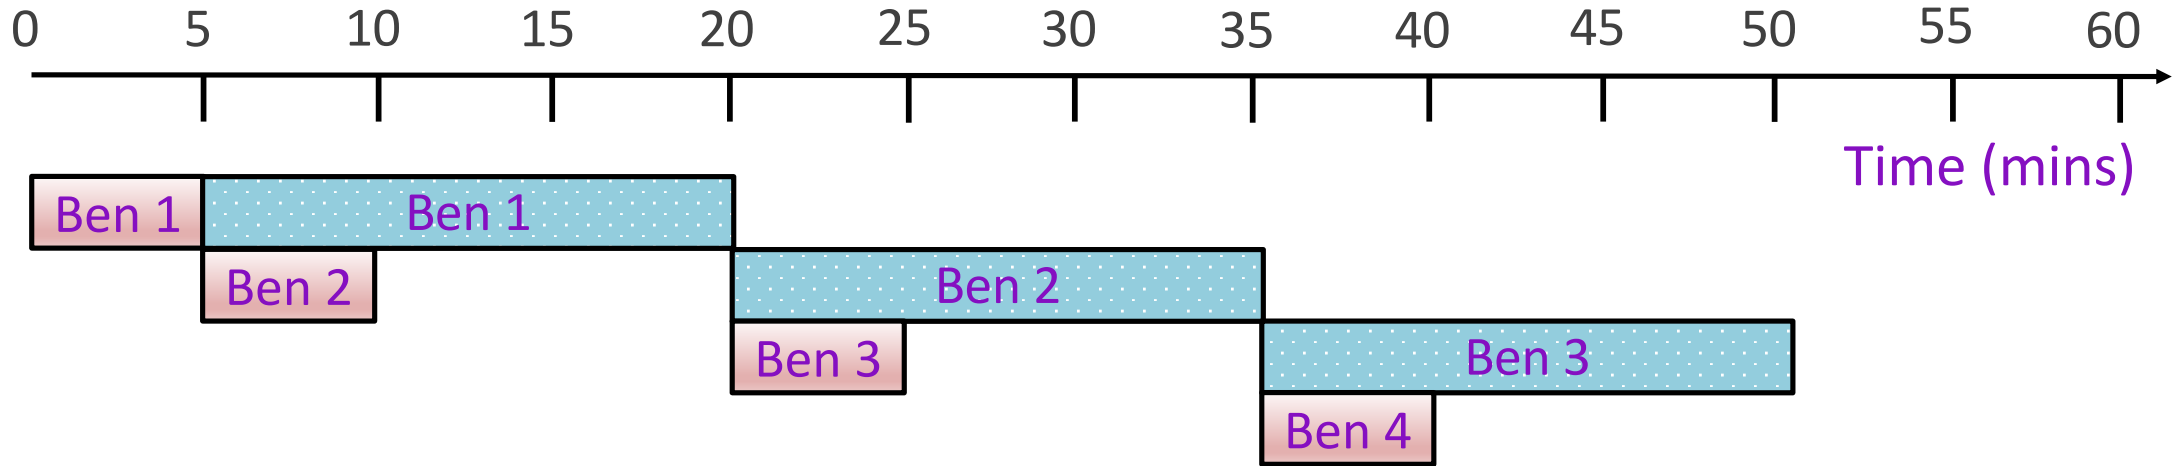 0 5 10 15 20 25 30 35 40 45 50 55 60
Time (mins)
Ben 1 Ben 1
Ben 2 Ben 2
Ben 3 Ben 3
Ben 4